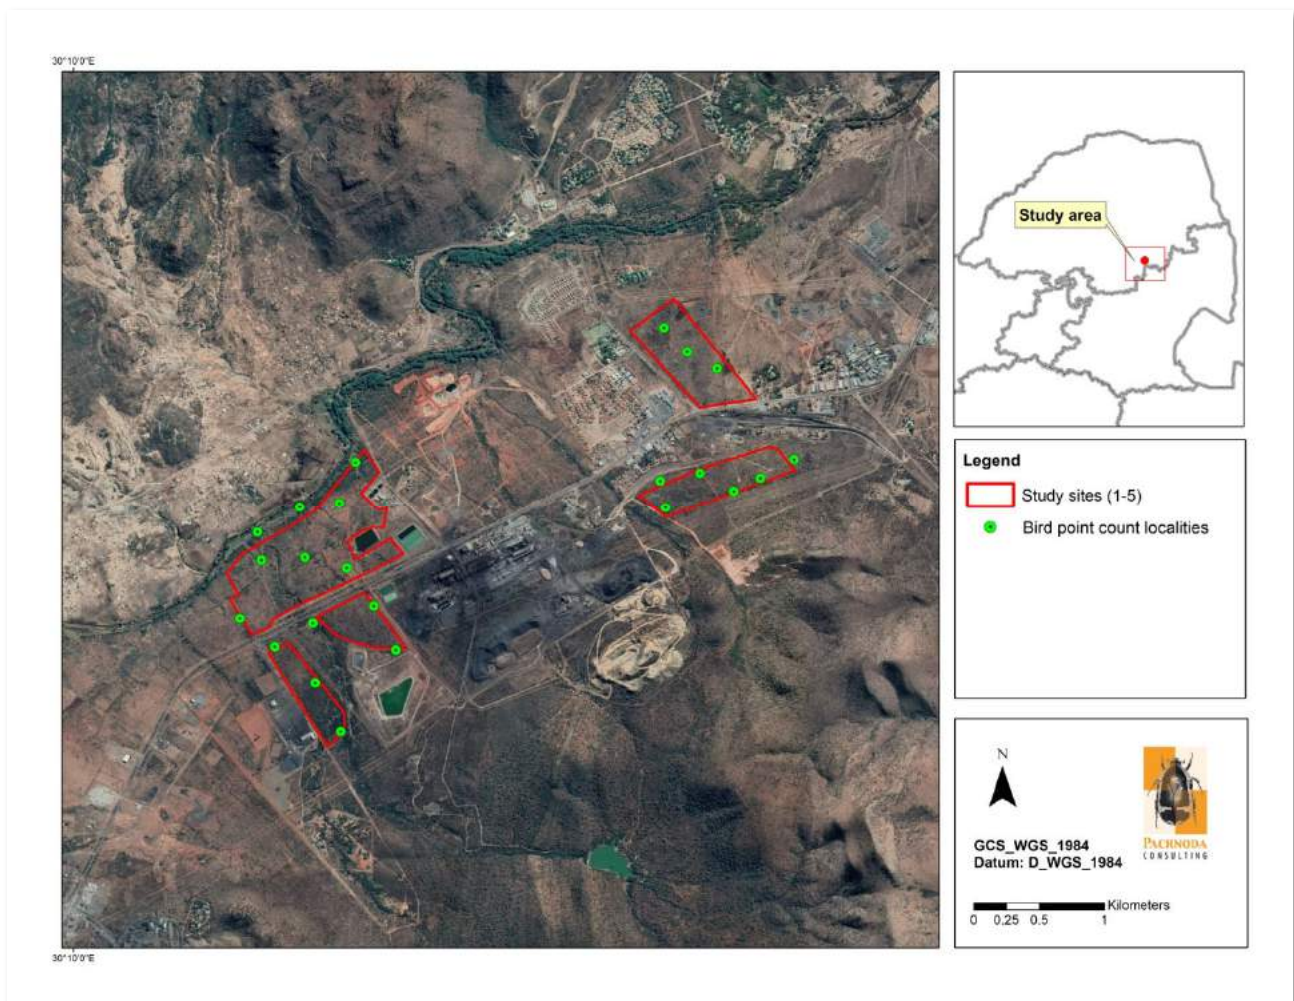 30°10'0"E
Study area
Legend
Study sites (1-5)
Bird point count localities
N
GCS_WGS_1984
Datum: D_WGS_1984
PACHNODA
CONSULTING
Kilometers
0 0.25 0.5 1
30°10'0"E